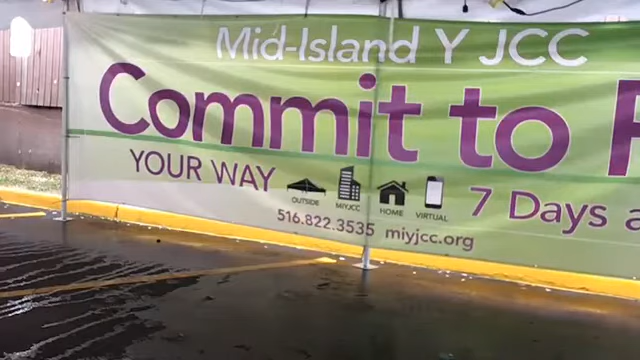 Mid-Island Y JCC
Commit to
YOUR WAY
OUTSIDE MIYJCC HOME VIRTUAL
7 Days a
516.822.3535 miyjcc.org